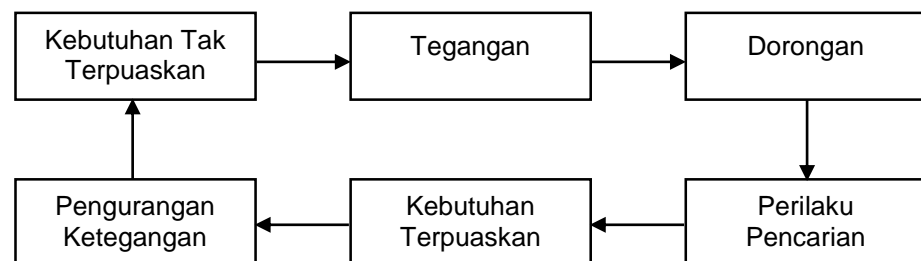 Kebutuhan Tak
Terpuaskan
Tegangan
Dorongan
Pengurangan
Ketegangan
Kebutuhan
Terpuaskan
Perilaku
Pencarian